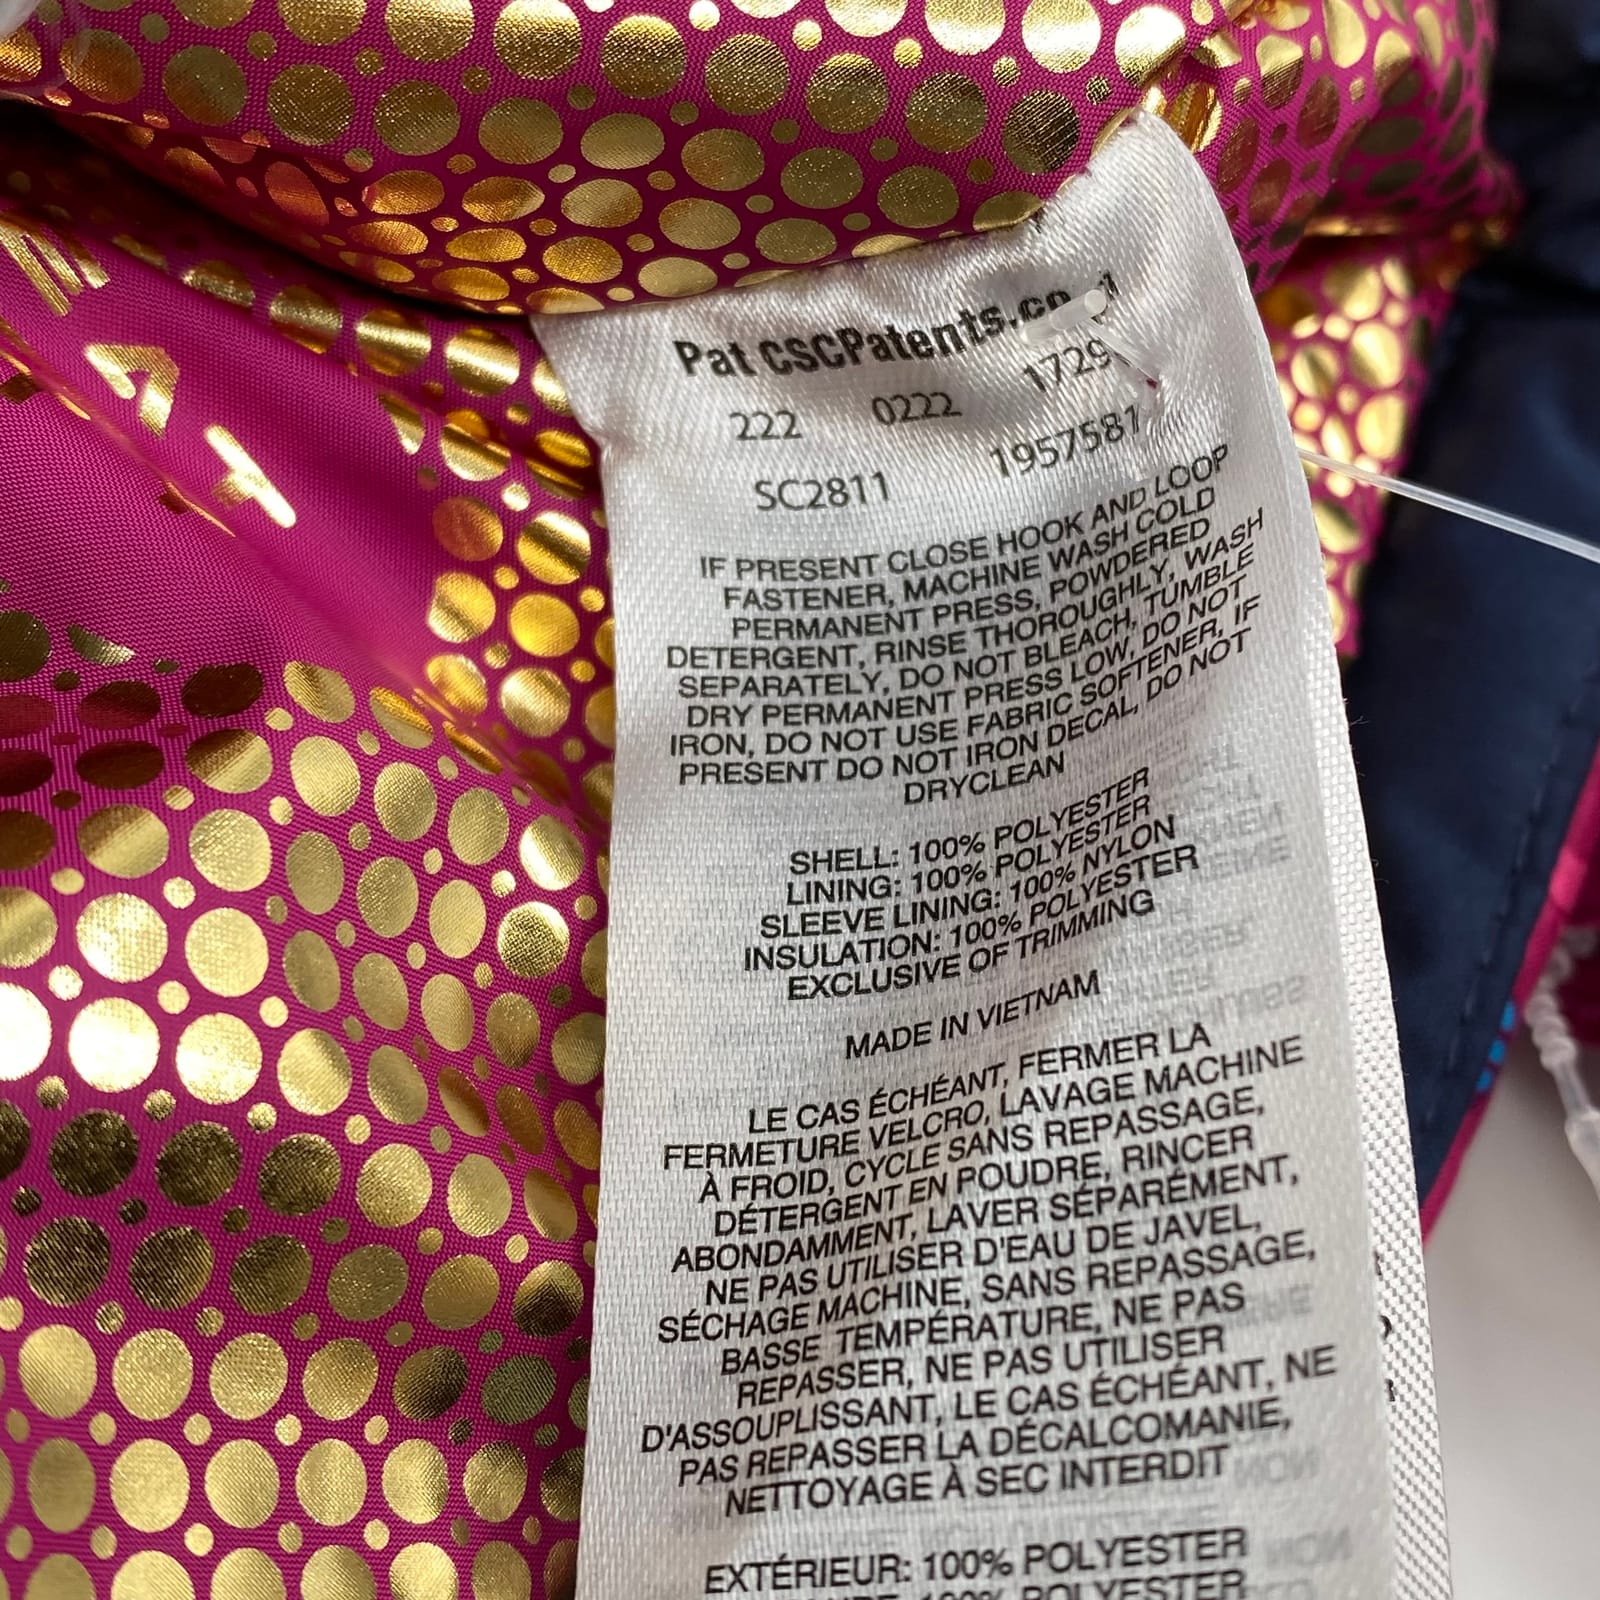 Pat CSCPatents.co
222 0222 1729
SC2811 1957581
IF PRESENT CLOSE HOOK AND LOOP
FASTENER, MACHINE WASH COLD
PERMANENT PRESS, POWDERED
DETERGENT, RINSE THOROUGHLY, WASH
SEPARATELY, DO NOT BLEACH, TUMBLE
DRY PERMANENT PRESS LOW, DO NOT
IRON, DO NOT USE FABRIC SOFTENER, IF
PRESENT DO NOT IRON DECAL, DO NOT
DRYCLEAN
SHELL: 100% POLYESTER
LINING: 100% POLYESTER
SLEEVE LINING: 100% NYLON
INSULATION: 100% POLYESTER
EXCLUSIVE OF TRIMMING
MADE IN VIETNAM
LE CAS ÉCHÉANT, FERMER LA
FERMETURE VELCRO, LAVAGE MACHINE
À FROID, CYCLE SANS REPASSAGE,
DÉTERGENT EN POUDRE, RINCER
ABONDAMMENT, LAVER SÉPARÉMENT,
NE PAS UTILISER D'EAU DE JAVEL,
SÉCHAGE MACHINE, SANS REPASSAGE,
BASSE TEMPÉRATURE, NE PAS
REPASSER, NE PAS UTILISER
D'ASSOUPLISSANT, LE CAS ÉCHÉANT, NE
PAS REPASSER LA DÉCALCOMANIE,
NETTOYAGE À SEC INTERDIT
EXTÉRIEUR: 100% POLYESTER
100% POLYESTER